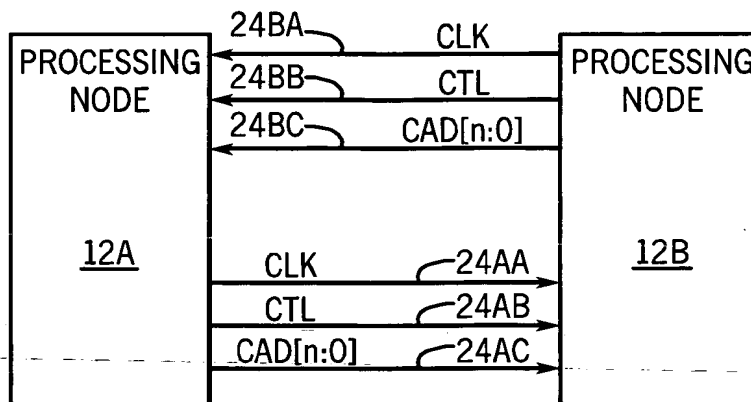 24BA CLK
PROCESSING NODE
24BB CTL
PROCESSING NODE
24BC CAD[n:0]
12A
12B
CLK 24AA
CTL 24AB
CAD[n:0] 24AC